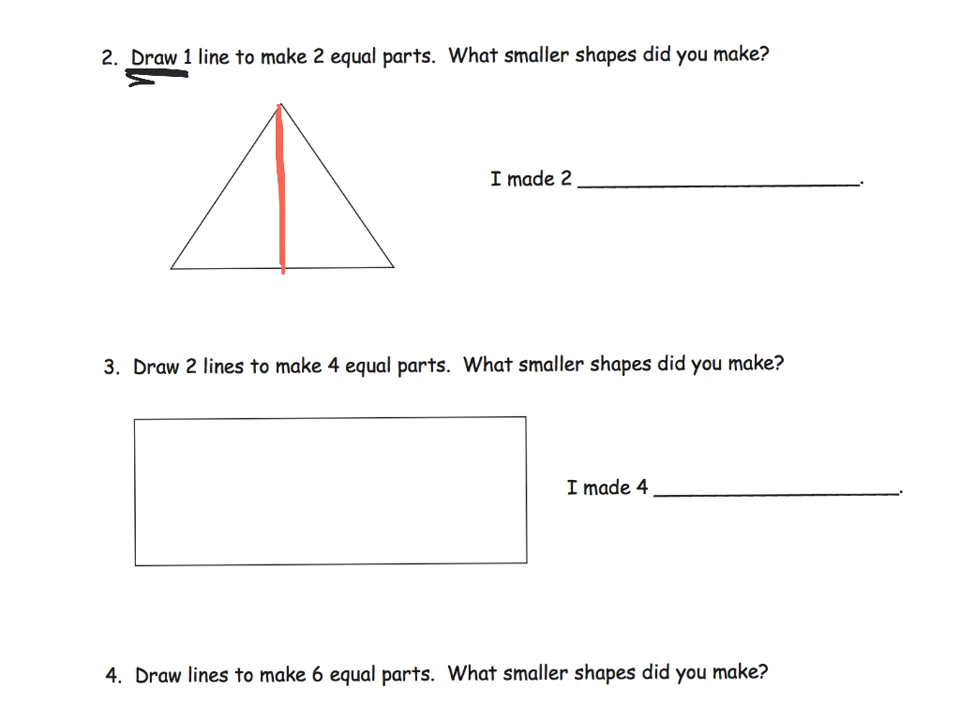 2. Draw 1 line to make 2 equal parts. What smaller shapes did you make?
I made 2 ____________________.
3. Draw 2 lines to make 4 equal parts. What smaller shapes did you make?
I made 4 ____________________.
4. Draw lines to make 6 equal parts. What smaller shapes did you make?